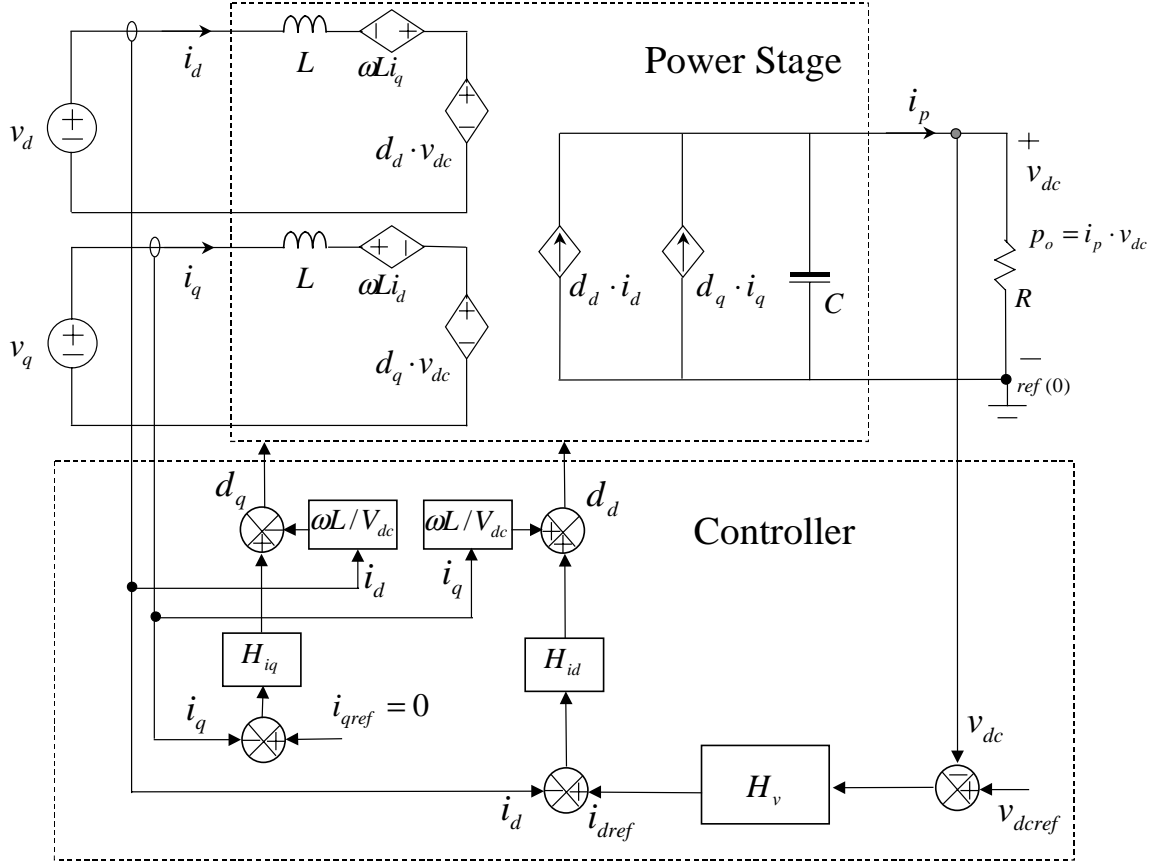 Power Stage
i_d
L
ωLi_q
v_d
d_d · v_dc
i_q
L
ωLi_d
v_q
d_q · v_dc
i_p
+
v_dc
p_o = i_p · v_dc
d_d · i_d
d_q · i_q
C
R
−
ref (0)
Controller
d_q
ωL / V_dc
ωL / V_dc
d_d
i_d
i_q
H_iq
H_id
i_q
i_qref = 0
v_dc
H_v
i_d
i_dref
v_dcref